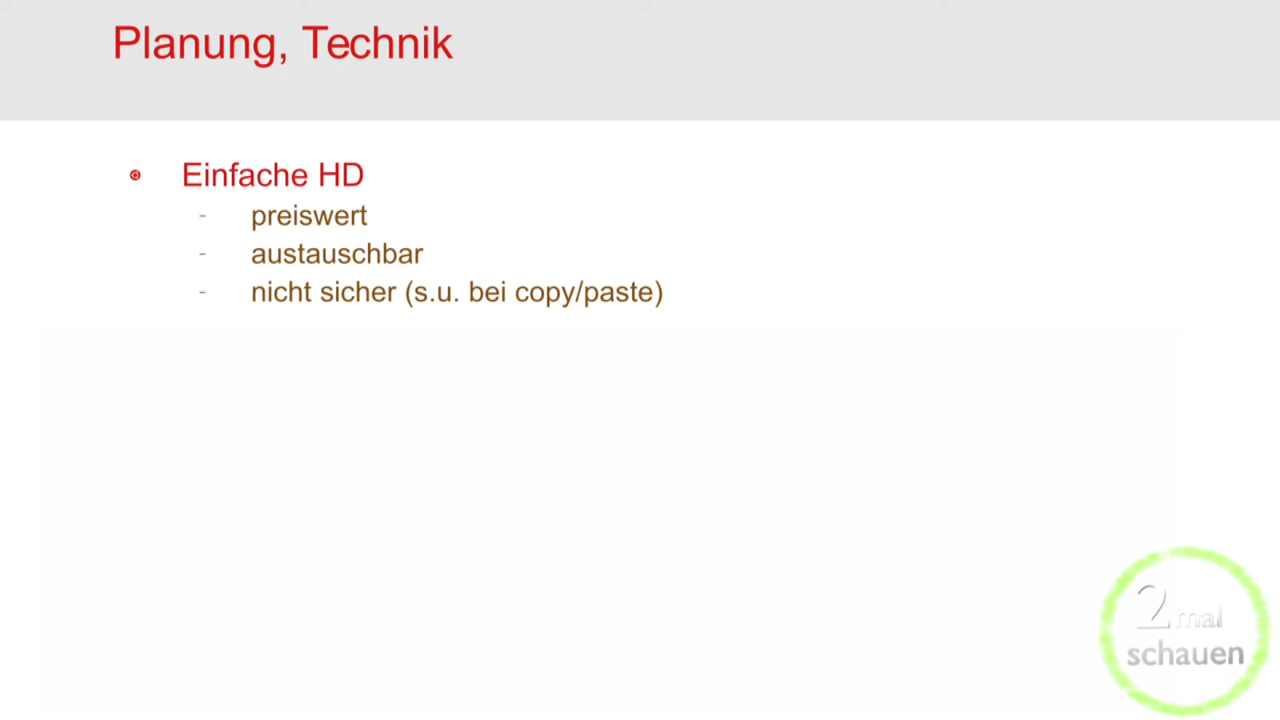 Planung, Technik
Einfache HD
- preiswert
- austauschbar
- nicht sicher (s.u. bei copy/paste)
2 mal
schauen